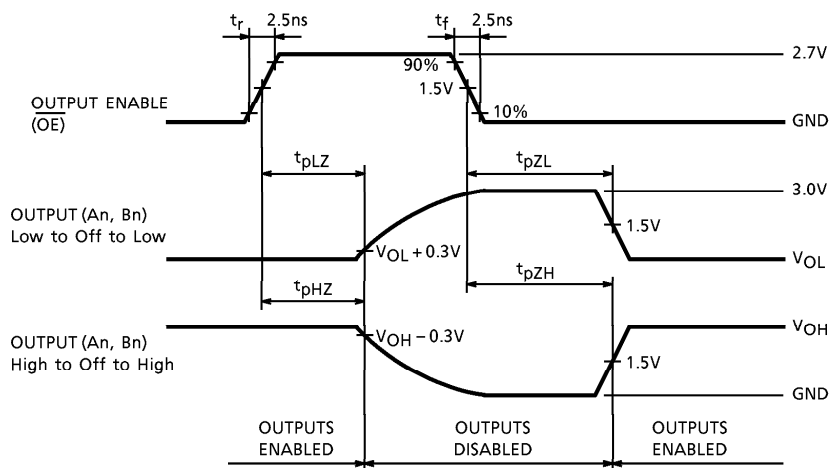 tr 2.5ns tf 2.5ns
2.7V
90%
1.5V
OUTPUT ENABLE
(OE)
10%
GND
tpLZ tpZL
3.0V
OUTPUT (An, Bn)
Low to Off to Low
1.5V
VOL + 0.3V
VOL
tpHZ tpZH
VOH
OUTPUT (An, Bn)
High to Off to High
VOH − 0.3V
1.5V
GND
OUTPUTS
ENABLED
OUTPUTS
DISABLED
OUTPUTS
ENABLED